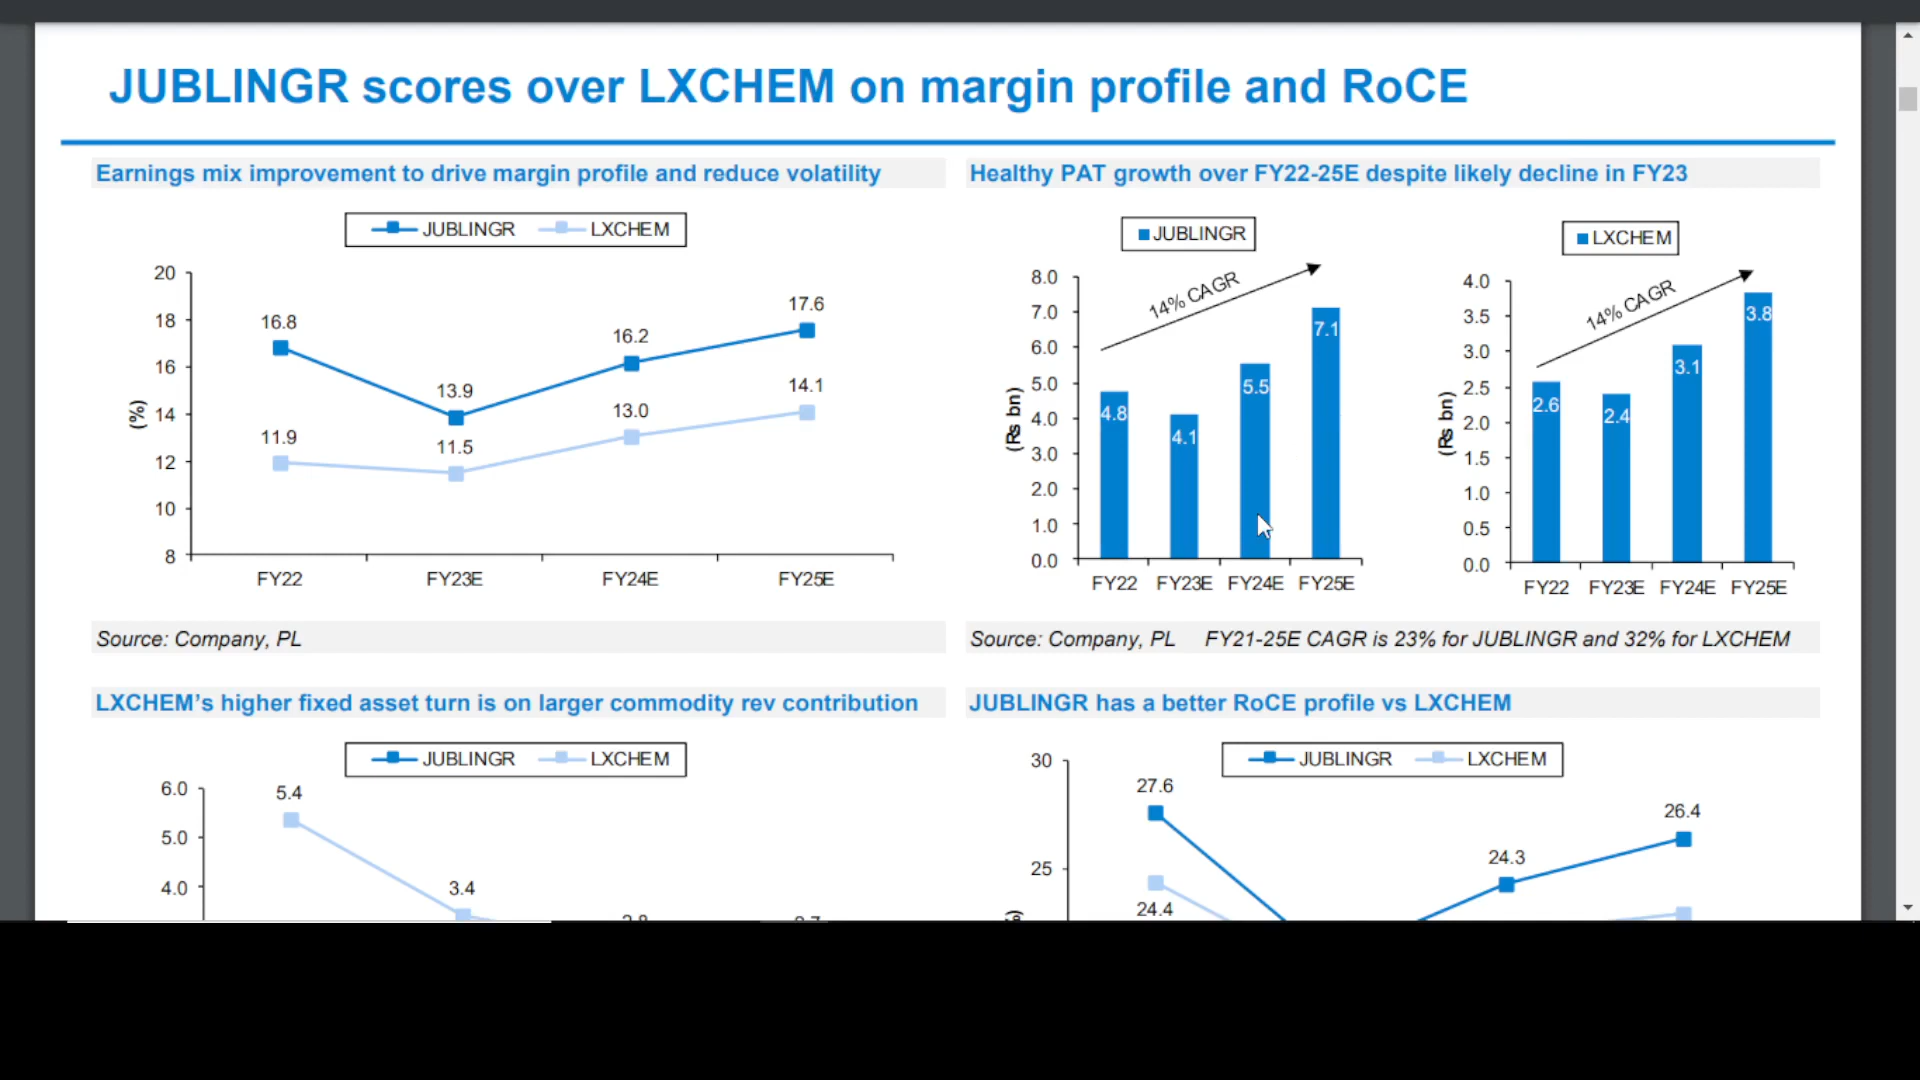 JUBLINGR scores over LXCHEM on margin profile and RoCE
Earnings mix improvement to drive margin profile and reduce volatility
JUBLINGR LXCHEM
20
18
16
14
12
10
8
(%)
16.8
13.9
16.2
17.6
11.9
11.5
13.0
14.1
FY22 FY23E FY24E FY25E
Source: Company, PL
Healthy PAT growth over FY22-25E despite likely decline in FY23
JUBLINGR
14% CAGR
8.0
7.0
6.0
5.0
4.0
3.0
2.0
1.0
0.0
(Rs bn)
4.8
4.1
5.5
7.1
FY22 FY23E FY24E FY25E
LXCHEM
14% CAGR
4.0
3.5
3.0
2.5
2.0
1.5
1.0
0.5
0.0
(Rs bn)
2.6
2.4
3.1
3.8
FY22 FY23E FY24E FY25E
Source: Company, PL FY21-25E CAGR is 23% for JUBLINGR and 32% for LXCHEM
LXCHEM’s higher fixed asset turn is on larger commodity rev contribution
JUBLINGR LXCHEM
6.0
5.0
4.0
5.4
3.4
JUBLINGR has a better RoCE profile vs LXCHEM
JUBLINGR LXCHEM
30
25
27.6
24.3
26.4
24.4